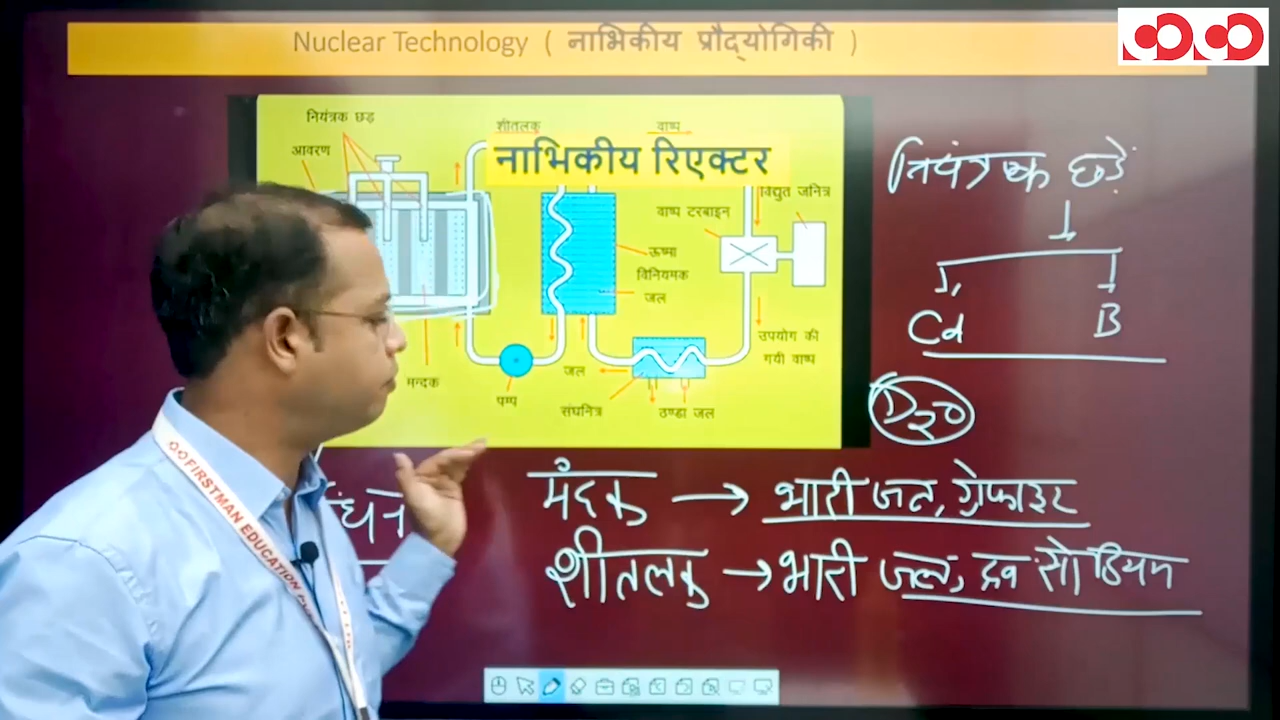 Nuclear Technology ( नाभिकीय प्रौद्योगिकी )
नियंत्रक छड़
आवरण
शीतलक
वाष्प
नाभिकीय रिएक्टर
विद्युत जनित्र
वाष्प टरबाइन
ऊष्मा
विनियमक
जल
उपयोग की
गयी वाष्प
मन्दक
पम्प
जल
संघनित्र
ठण्डा जल
नियंत्रक छड़ें
Cd
B
D2O
मंदक → भारी जल, ग्रेफाइट
शीतलक → भारी जल, द्रव सोडियम
FIRSTMAN EDUCATION